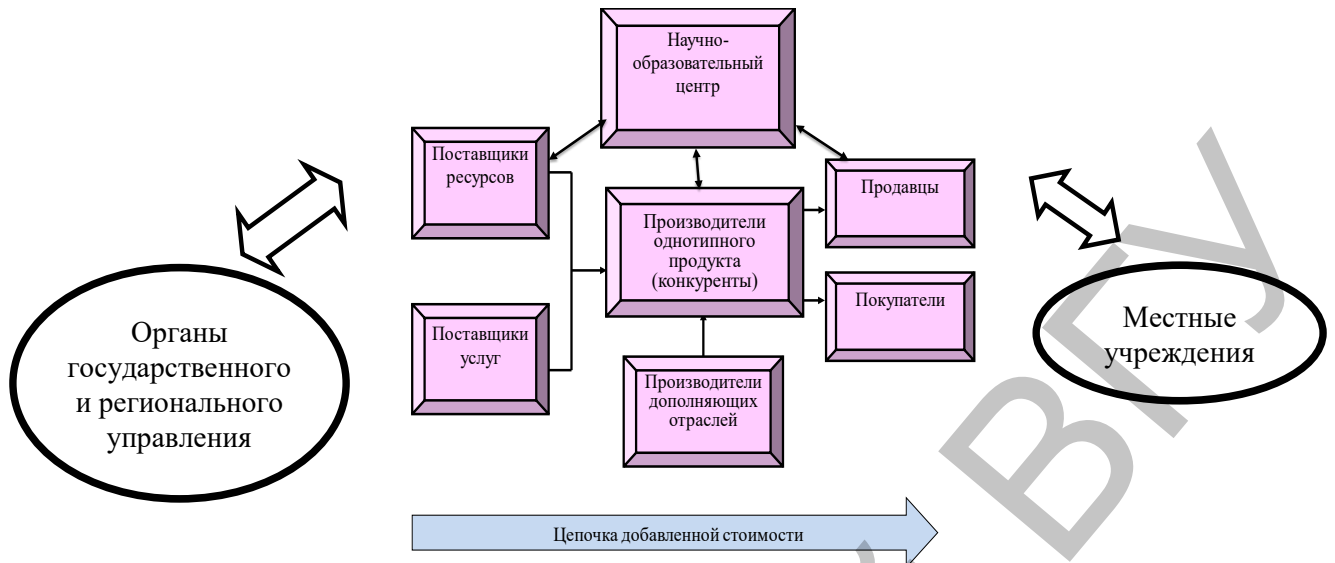 Научно-
образовательный
центр
Поставщики
ресурсов
Продавцы
Производители
однотипного
продукта
(конкуренты)
Поставщики
услуг
Покупатели
Производители
дополняющих
отраслей
Органы
государственного
и регионального
управления
Местные
учреждения
Цепочка добавленной стоимости
ВГУ